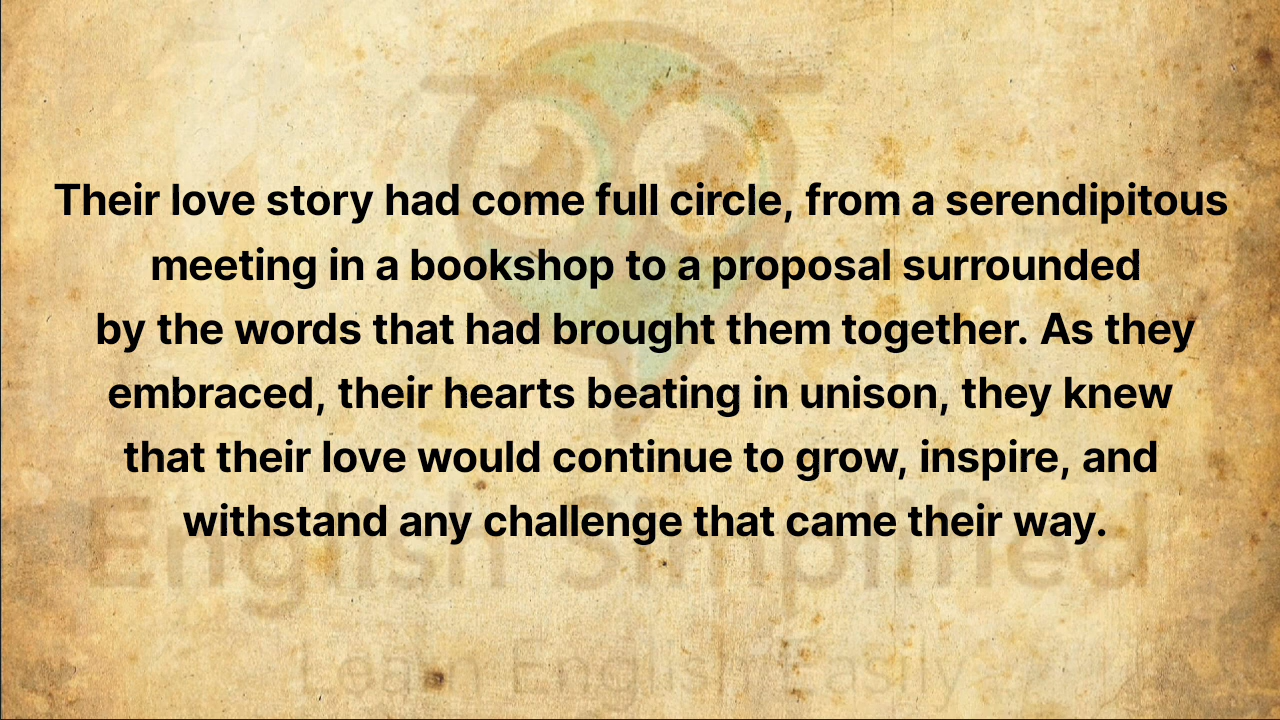 Their love story had come full circle, from a serendipitous
meeting in a bookshop to a proposal surrounded
by the words that had brought them together. As they
embraced, their hearts beating in unison, they knew
that their love would continue to grow, inspire, and
withstand any challenge that came their way.
English Simplified
Learn English Easily